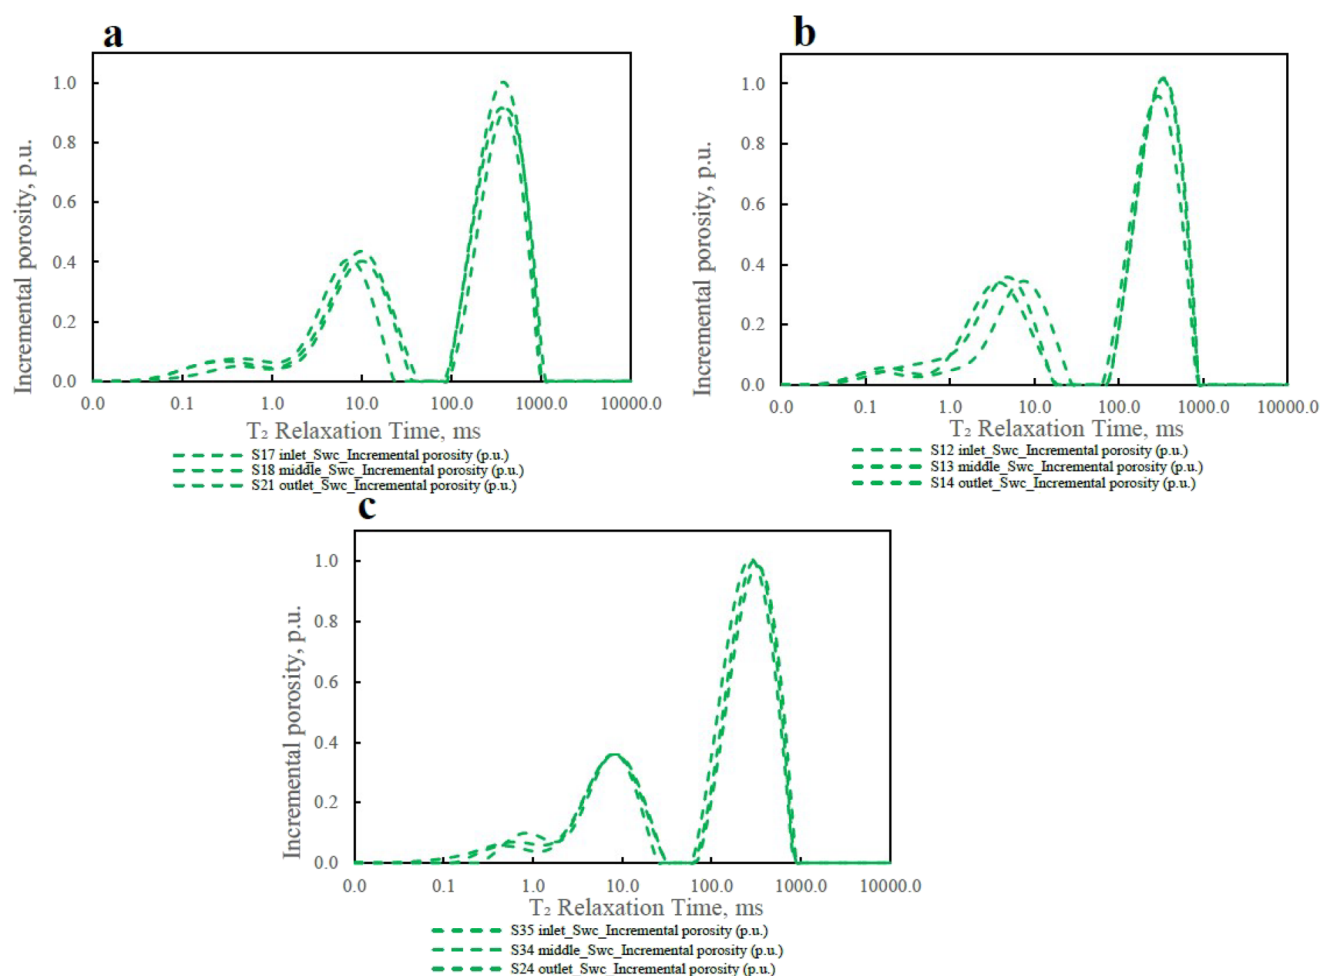 a
Incremental porosity, p.u.
1.0
0.8
0.6
0.4
0.2
0.0
0.0 0.1 1.0 10.0 100.0 1000.0 10000.0
T₂ Relaxation Time, ms
S17 inlet_Swc_Incremental porosity (p.u.)
S18 middle_Swc_Incremental porosity (p.u.)
S21 outlet_Swc_Incremental porosity (p.u.)
b
Incremental porosity, p.u.
1.0
0.8
0.6
0.4
0.2
0.0
0.0 0.1 1.0 10.0 100.0 1000.0 10000.0
T₂ Relaxation Time, ms
S12 inlet_Swc_Incremental porosity (p.u.)
S13 middle_Swc_Incremental porosity (p.u.)
S14 outlet_Swc_Incremental porosity (p.u.)
c
Incremental porosity, p.u.
1.0
0.8
0.6
0.4
0.2
0.0
0.0 0.1 1.0 10.0 100.0 1000.0 10000.0
T₂ Relaxation Time, ms
S35 inlet_Swc_Incremental porosity (p.u.)
S34 middle_Swc_Incremental porosity (p.u.)
S24 outlet_Swc_Incremental porosity (p.u.)